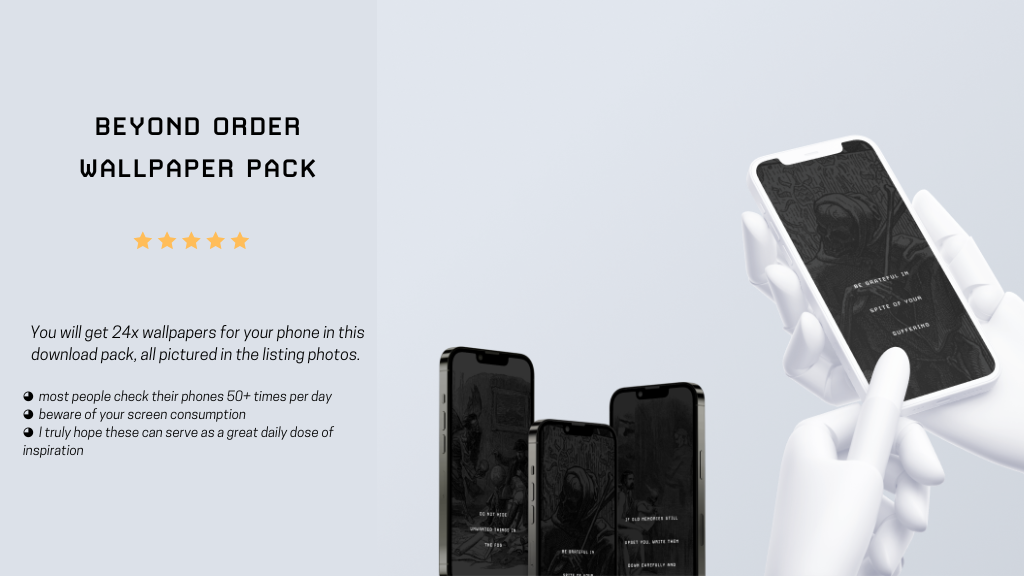 BEYOND ORDER
WALLPAPER PACK
You will get 24x wallpapers for your phone in this
download pack, all pictured in the listing photos.
most people check their phones 50+ times per day
beware of your screen consumption
I truly hope these can serve as a great daily dose of
inspiration
BE GRATEFUL IN
SPITE OF YOUR
SUFFERING
DO NOT HIDE
UNWANTED THINGS IN
THE FOG
BE GRATEFUL IN
SPITE OF YOUR
IF OLD MEMORIES STILL
UPSET YOU, WRITE THEM
DOWN CAREFULLY AND